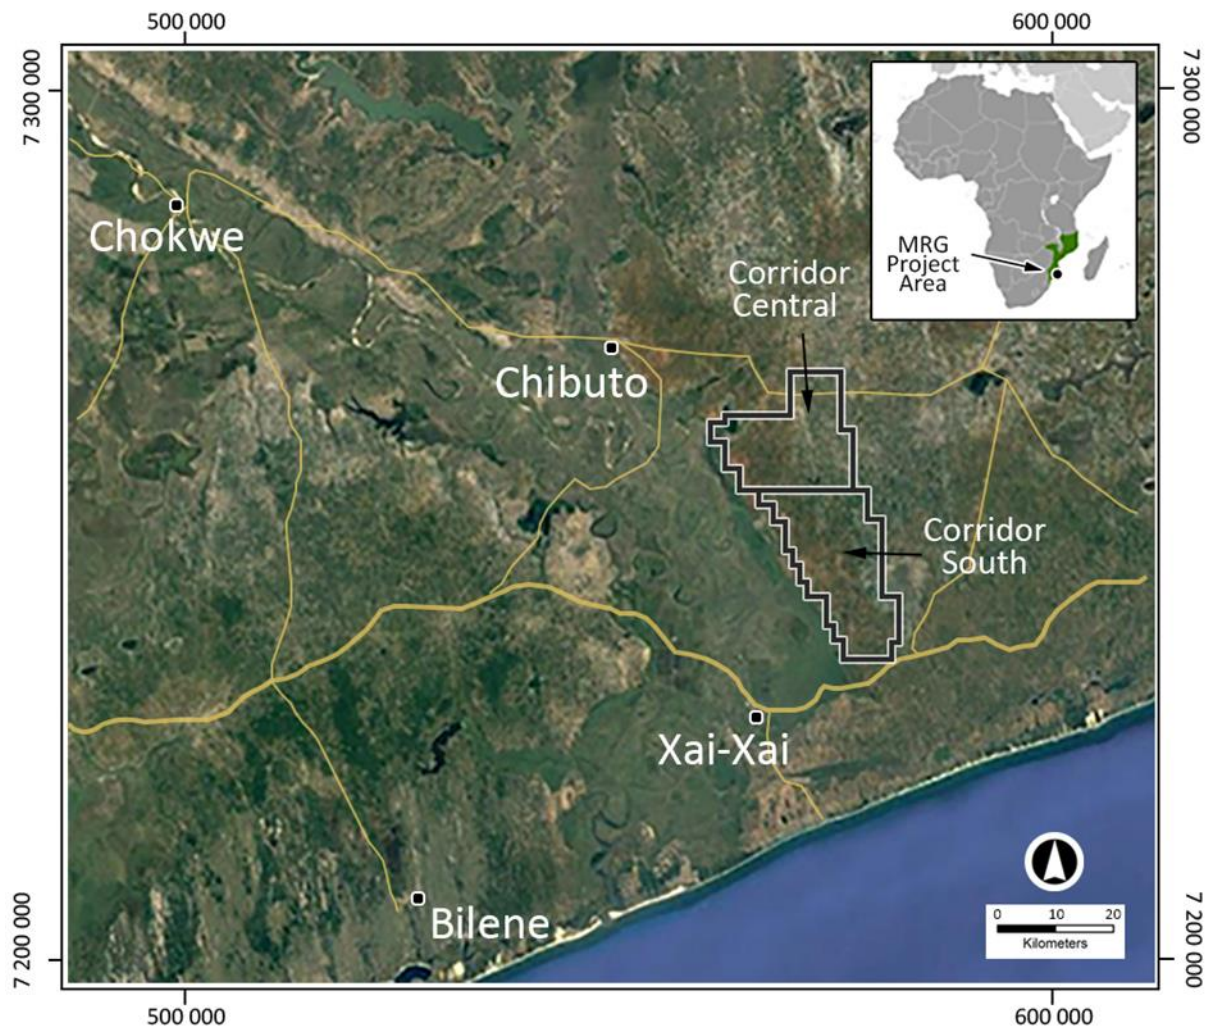 500 000
600 000
7 300 000
7 300 000
MRG
Project
Area
Chokwe
Corridor
Central
Chibuto
Corridor
South
Xai-Xai
Bilene
0 10 20
Kilometers
7 200 000
7 200 000
500 000
600 000